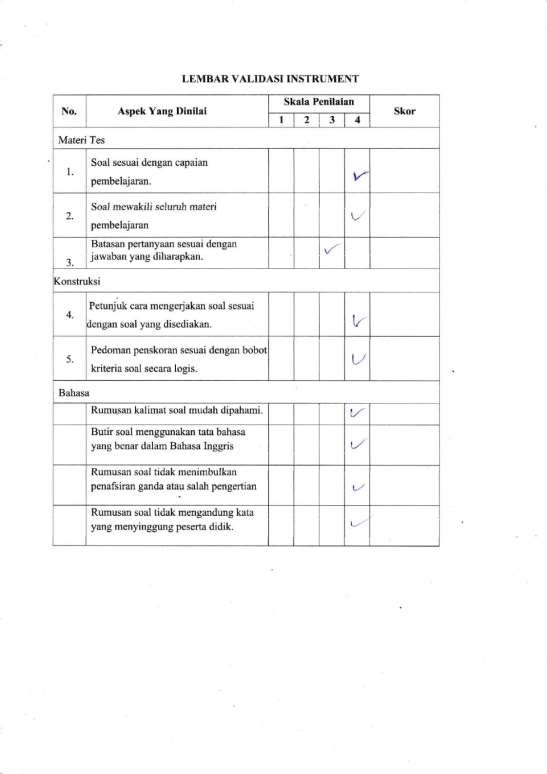 LEMBAR VALIDASI INSTRUMENT
No.
Aspek Yang Dinilai
Skala Penilaian
Skor
1 2 3 4
Materi Tes
1.
Soal sesuai dengan capaian
pembelajaran.
2.
Soal mewakili seluruh materi
pembelajaran
3.
Batasan pertanyaan sesuai dengan
jawaban yang diharapkan.
Konstruksi
4.
Petunjuk cara mengerjakan soal sesuai
dengan soal yang disediakan.
5.
Pedoman penskoran sesuai dengan bobot
kriteria soal secara logis.
Bahasa
Rumusan kalimat soal mudah dipahami.
Butir soal menggunakan tata bahasa
yang benar dalam Bahasa Inggris
Rumusan soal tidak menimbulkan
penafsiran ganda atau salah pengertian
Rumusan soal tidak mengandung kata
yang menyinggung peserta didik.